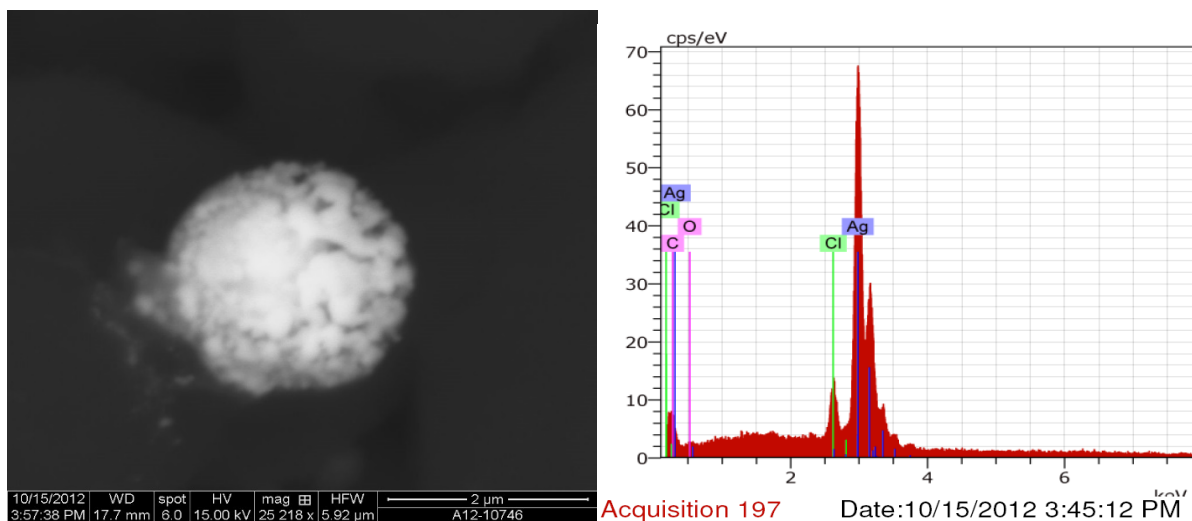 10/15/2012 WD spot HV mag ⊞ HFW 2 µm
3:57:38 PM 17.7 mm 6.0 15.00 kV 25 218 x 5.92 µm A12-10746
cps/eV
70
60
50
40
30
20
10
0
Ag
Cl
O
C
Cl
Ag
2 4 6
keV
Acquisition 197 Date:10/15/2012 3:45:12 PM